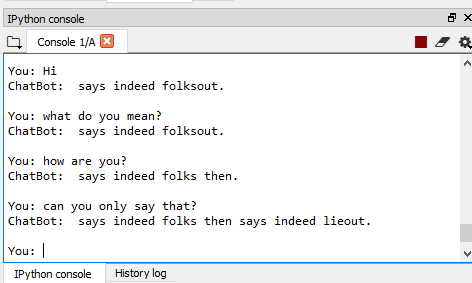 IPython console
Console 1/A
You: Hi
ChatBot:  says indeed folksout.
You: what do you mean?
ChatBot:  says indeed folksout.
You: how are you?
ChatBot:  says indeed folks then.
You: can you only say that?
ChatBot:  says indeed folks then says indeed lieout.
You:
IPython console
History log